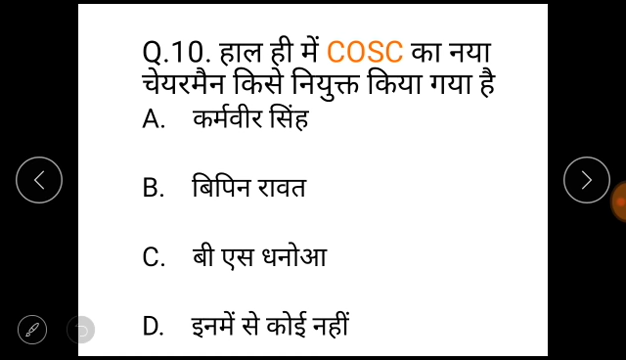 Q.10. हाल ही में COSC का नया
चेयरमैन किसे नियुक्त किया गया है
A. कर्मवीर सिंह
B. बिपिन रावत
C. बी एस धनोआ
D. इनमें से कोई नहीं